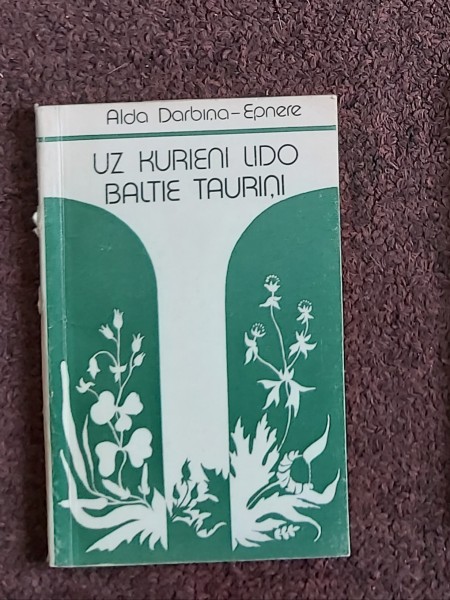 Alda Darbiņa-Epnere
UZ KURIENI LIDO
BALTIE TAURIŅI